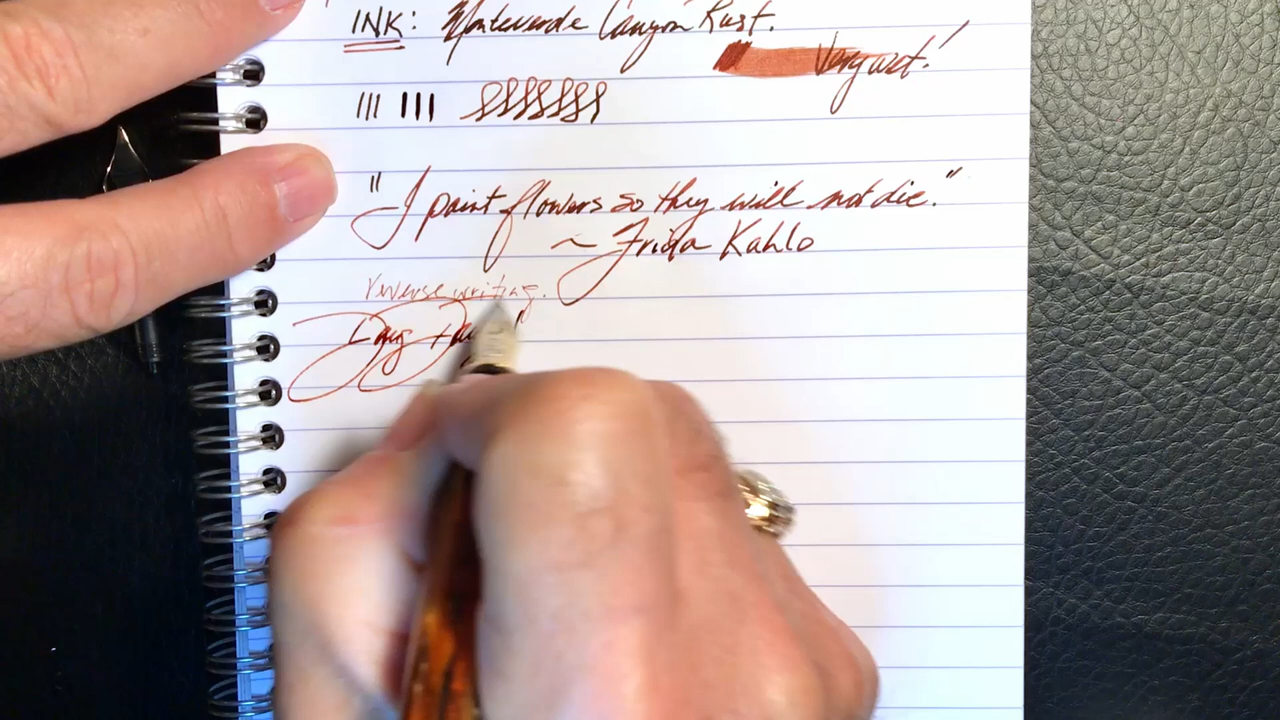 INK: Monteverde Canyon Rust.
Very wet!
"I paint flowers so they will not die."
~ Frida Kahlo
reverse writing.